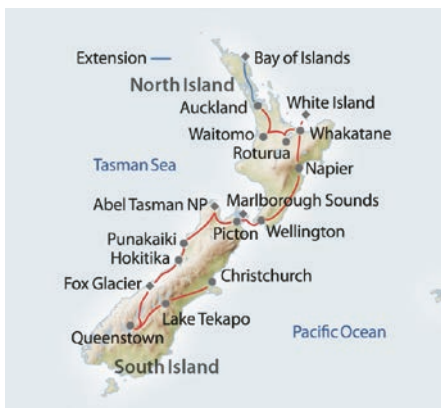 Extension
Bay of Islands
North Island
Auckland
White Island
Waitomo
Whakatane
Roturua
Tasman Sea
Napier
Abel Tasman NP
Marlborough Sounds
Picton
Wellington
Punakaiki
Hokitika
Christchurch
Fox Glacier
Lake Tekapo
Queenstown
Pacific Ocean
South Island